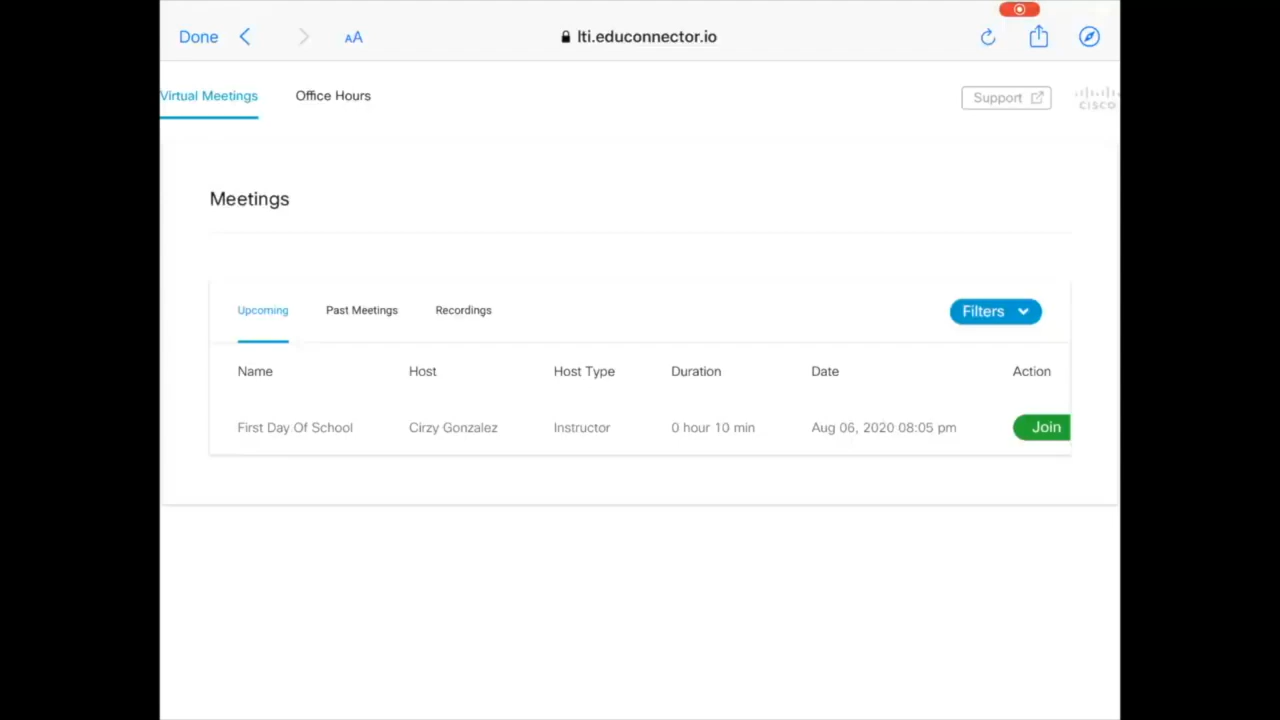 Done AA lti.educonnector.io
Virtual Meetings Office Hours Support CISCO
Meetings
Upcoming Past Meetings Recordings Filters
Name Host Host Type Duration Date Action
First Day Of School Cirzy Gonzalez Instructor 0 hour 10 min Aug 06, 2020 08:05 pm Join